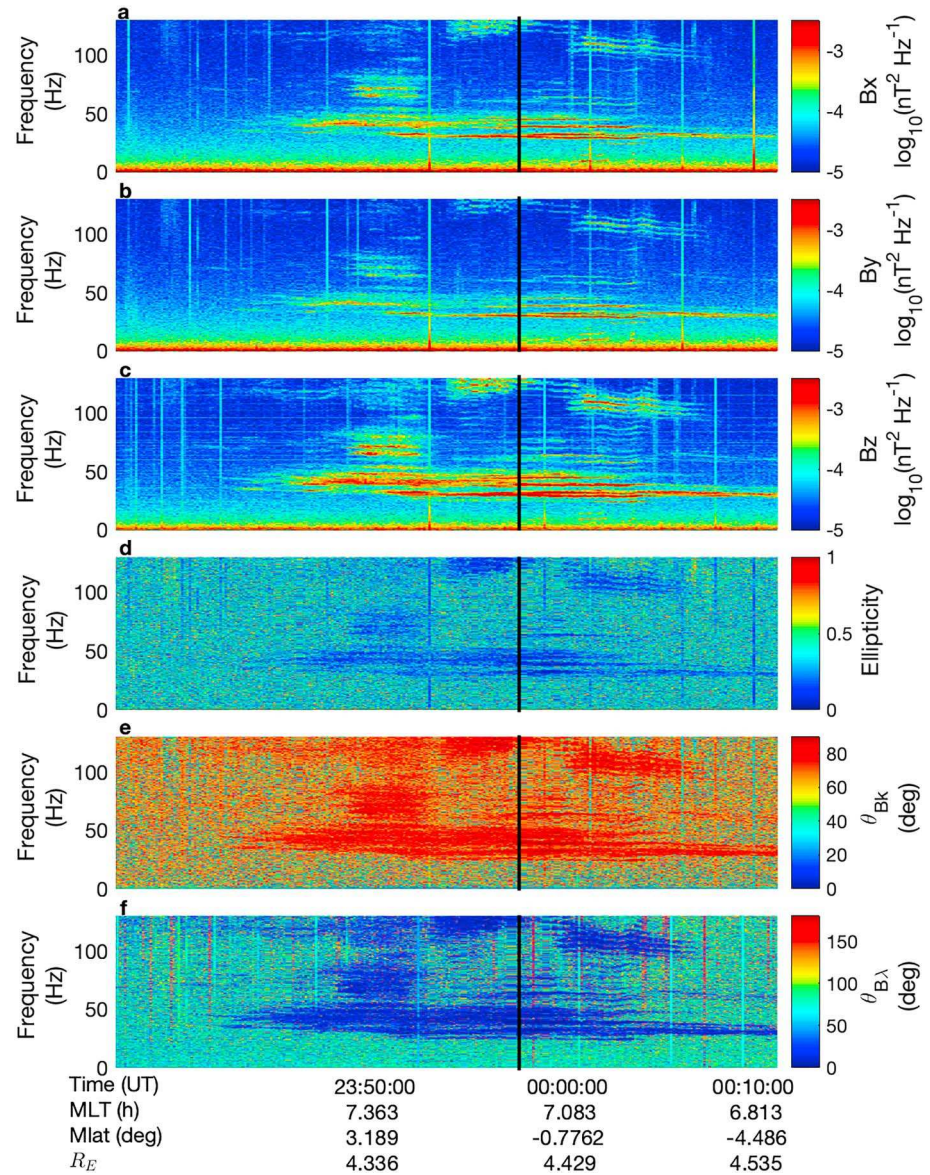 a
Frequency
(Hz)
100
50
0
-3
-4
-5
Bx
log10(nT2 Hz-1)
b
Frequency
(Hz)
100
50
0
-3
-4
-5
By
log10(nT2 Hz-1)
c
Frequency
(Hz)
100
50
0
-3
-4
-5
Bz
log10(nT2 Hz-1)
d
Frequency
(Hz)
100
50
0
1
0.5
0
Ellipticity
e
Frequency
(Hz)
100
50
0
80
60
40
20
0
θBk
(deg)
f
Frequency
(Hz)
100
50
0
150
100
50
0
θBλ
(deg)
Time (UT) 23:50:00 00:00:00 00:10:00
MLT (h) 7.363 7.083 6.813
Mlat (deg) 3.189 -0.7762 -4.486
RE 4.336 4.429 4.535